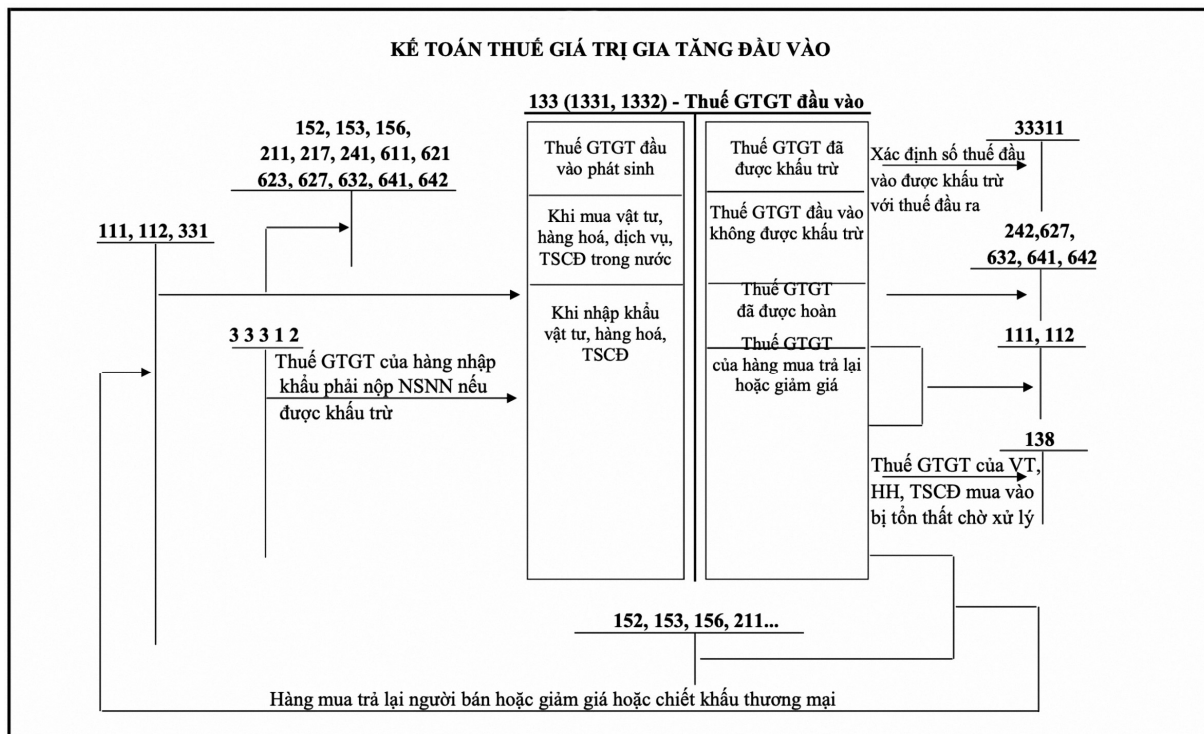 KẾ TOÁN THUẾ GIÁ TRỊ GIA TĂNG ĐẦU VÀO
133 (1331, 1332) - Thuế GTGT đầu vào
152, 153, 156,
211, 217, 241, 611, 621
623, 627, 632, 641, 642
111, 112, 331
3 3 3 1 2
Thuế GTGT của hàng nhập
khẩu phải nộp NSNN nếu
được khấu trừ
Thuế GTGT đầu
vào phát sinh
Khi mua vật tư,
hàng hoá, dịch vụ,
TSCĐ trong nước
Khi nhập khẩu
vật tư, hàng hoá,
TSCĐ
Thuế GTGT đã
được khấu trừ
Thuế GTGT đầu vào
không được khấu trừ
Thuế GTGT
đã được hoàn
Thuế GTGT
của hàng mua trả lại
hoặc giảm giá
33311
Xác định số thuế đầu
vào được khấu trừ
với thuế đầu ra
242,627,
632, 641, 642
111, 112
138
Thuế GTGT của VT,
HH, TSCĐ mua vào
bị tổn thất chờ xử lý
152, 153, 156, 211...
Hàng mua trả lại người bán hoặc giảm giá hoặc chiết khấu thương mại